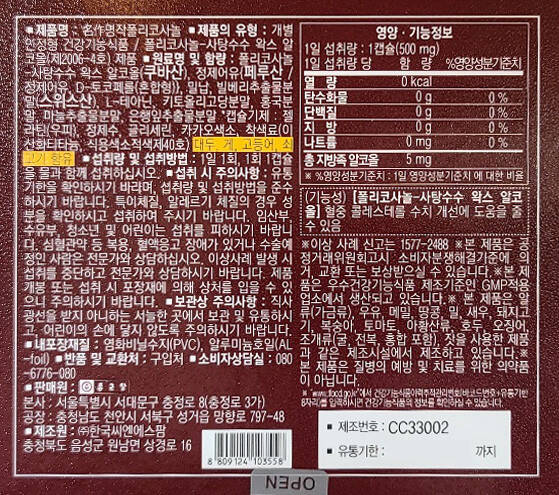 ■ 제품명 : 名作명작폴리코사놀 ■ 제품의 유형 : 개별
인정형 건강기능식품 / 폴리코사놀-사탕수수 왁스 알
코올(제2006-4호) 제품 ■ 원료명 및 함량 : 폴리코사놀
-사탕수수 왁스 알코올(쿠바산), 정제어유(페루산 /
정제어유, D-토코페롤(혼합형)), 밀납, 빌베리추출물분
말(스위스산), L-테아닌, 키토올리고당분말, 홍국분
말, 마늘추출물분말, 은행잎추출물분말 *캡슐기제 : 젤
라틴(우피), 정제수, 글리세린, 카카오색소, 착색료(이
산화티타늄, 식용색소적색제40호) 대두, 게, 고등어, 쇠
고기 함유 ■ 섭취량 및 섭취방법 : 1일 1회, 1회 1캡슐
을 물과 함께 섭취하십시오. ■ 섭취 시 주의사항 : 유통
기한을 확인하시기 바라며, 섭취량 및 섭취방법을 준수
하시기 바랍니다. 특이체질, 알레르기 체질의 경우 성
분을 확인하시고 섭취하여 주시기 바랍니다. 임산부,
수유부, 청소년 및 어린이는 섭취를 피하시기 바랍니
다. 심혈관약 등 복용, 혈액응고 장애가 있거나 수술예
정인 사람은 전문가와 상담하십시오. 이상사례 발생 시
섭취를 중단하고 전문가와 상담하시기 바랍니다. 제품
개봉 또는 섭취 시 포장재에 의해 상처를 입을 수 있
으니 주의하시기 바랍니다. ■ 보관상 주의사항 : 직사
광선을 받지 아니하는 서늘한 곳에서 보관 및 유통하시
고, 어린이의 손에 닿지 않도록 주의하시기 바랍니다.
■ 내포장재질 : 염화비닐수지(PVC), 알루미늄호일(AL
-foil) ■ 반품 및 교환처 : 구입처 ■ 소비자상담실 : 080
-6776-080
■ 판매원 :
본사 : 서울특별시 서대문구 충정로 8(충정로 3가)
공장 : 충청남도 천안시 서북구 성거읍 망향로 797-48
■ 제조원 : ㈜한국씨엔에스팜
충청북도 음성군 원남면 상경로 16
8 809124 103558
영양 · 기능정보
1일 섭취량 : 1캡슐(500 mg)
1일 섭취량 당 함 량 %영양성분기준치
열 량 0 kcal
탄수화물 0 g 0 %
단백질 0 g 0 %
지 방 0 g 0 %
나트륨 0 mg 0 %
총 지방족 알코올 5 mg
※ %영양성분기준치 : 1일 영양성분기준치에 대한 비율
(기능성) [폴리코사놀-사탕수수 왁스 알코
올] 혈중 콜레스테롤 수치 개선에 도움을 줄
수 있음
※이상 사례 신고는 1577-2488 ※본 제품은 공
정거래위원회고시 소비자분쟁해결기준에 의
거, 교환 또는 보상받으실 수 있습니다. ※본 제
품은 우수건강기능식품 제조기준인 GMP적용
업소에서 생산되고 있습니다. ※ 본 제품은 알
류(가금류), 우유, 메밀, 땅콩, 밀, 새우, 돼지고
기, 복숭아, 토마토, 아황산류, 호두, 오징어,
조개류(굴, 전복, 홍합 포함), 잣을 사용한 제품
과 같은 제조시설에서 제조하고 있습니다. ※
본 제품은 질병의 예방 및 치료를 위한 의약품
이 아닙니다.
■ 제조번호 : CC33002
■ 유통기한 : 까지
OPEN